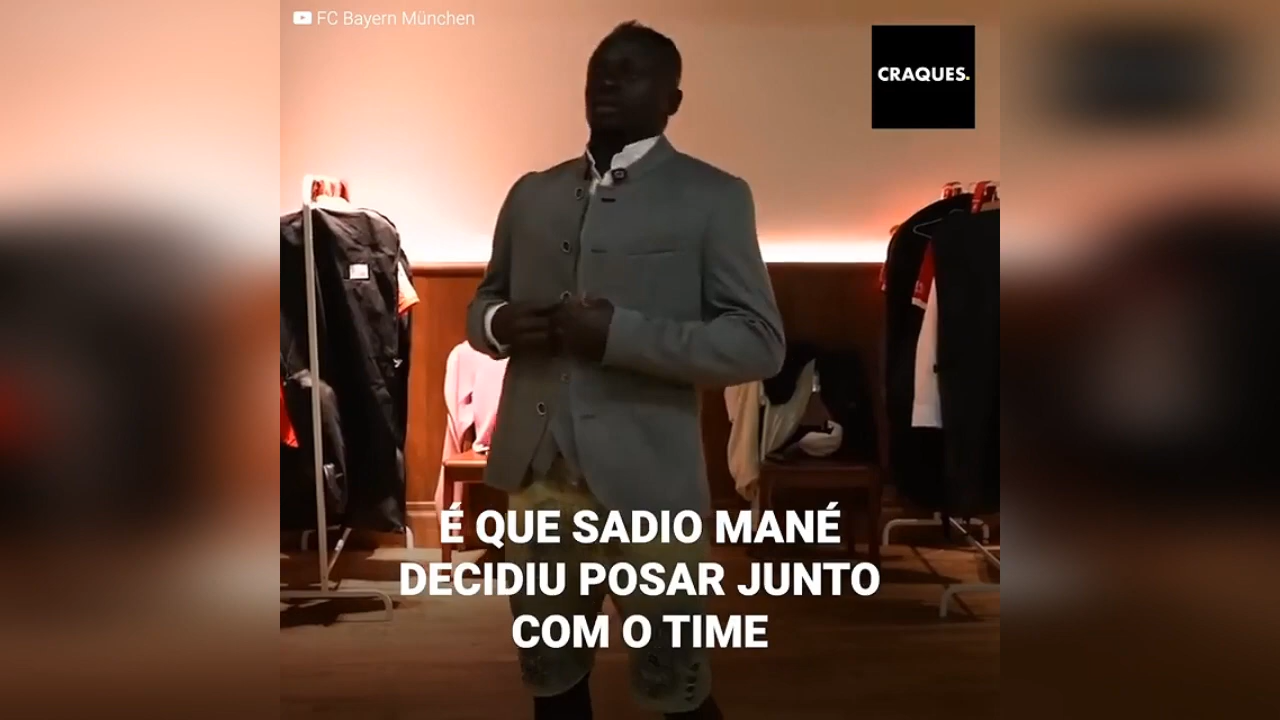 FC Bayern München
CRAQUES.
É QUE SADIO MANÉ
DECIDIU POSAR JUNTO
COM O TIME